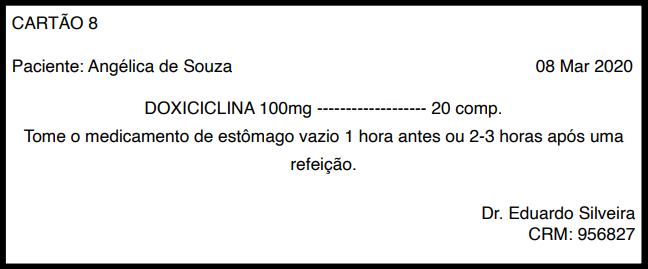 CARTÃO 8
Paciente: Angélica de Souza 08 Mar 2020
DOXICICLINA 100mg ------------------- 20 comp.
Tome o medicamento de estômago vazio 1 hora antes ou 2-3 horas após uma
refeição.
Dr. Eduardo Silveira
CRM: 956827